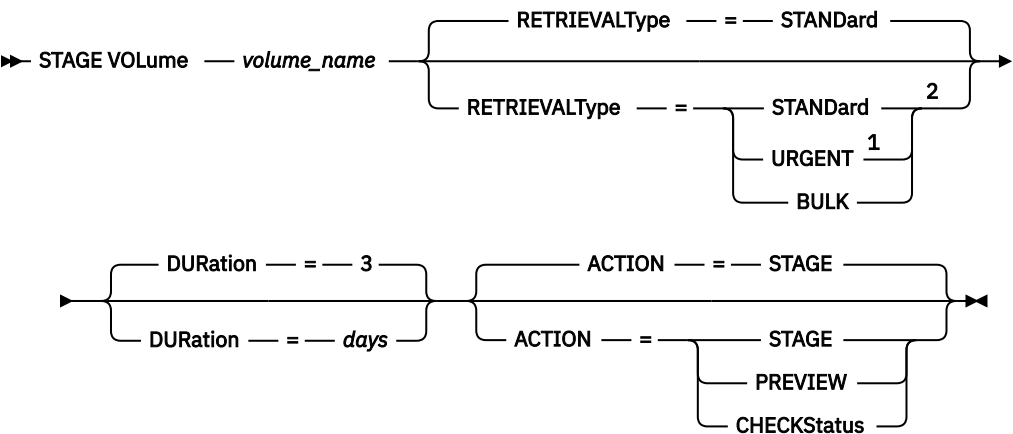 RETRIEVALType = STANDard
STAGE VOLume volume_name
RETRIEVALType = STANDard 2
URGENT 1
BULK
DURation = 3 ACTION = STAGE
DURation = days ACTION = STAGE
PREVIEW
CHECKStatus